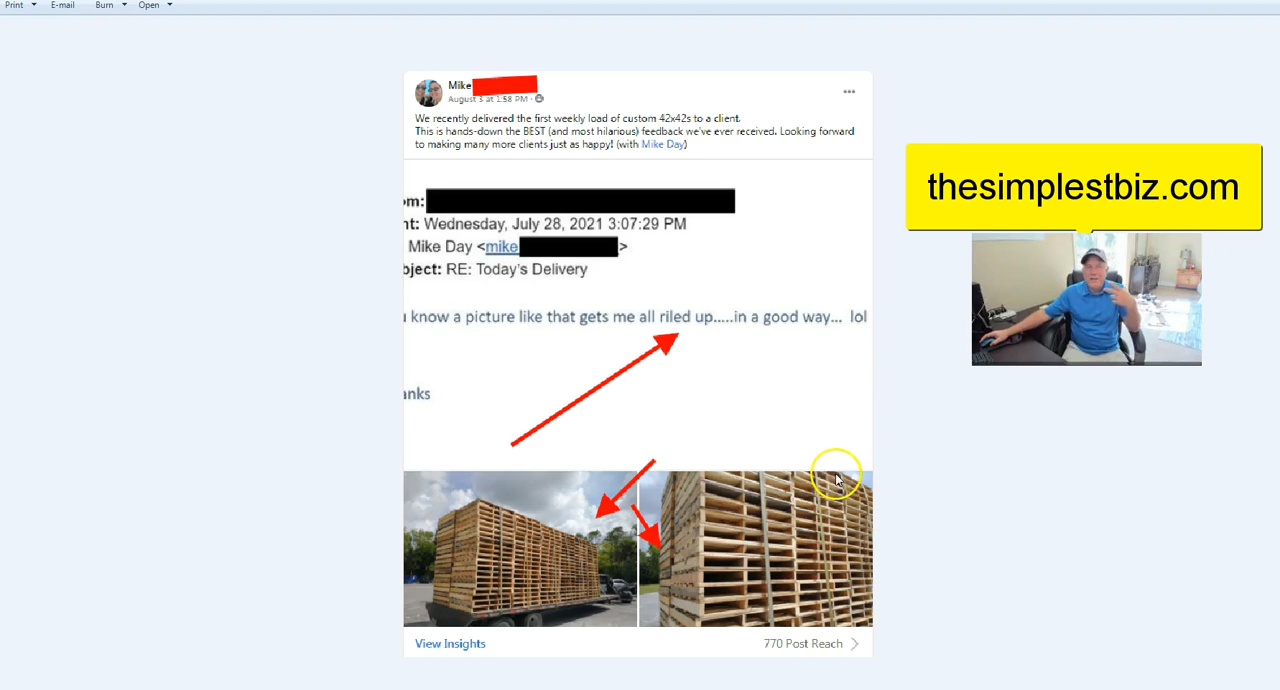 Print E-mail Burn Open
Mike
August 3 at 1:58 PM ·
We recently delivered the first weekly load of custom 42x42s to a client.
This is hands-down the BEST (and most hilarious) feedback we've ever received. Looking forward
to making many more clients just as happy! (with Mike Day)
thesimplestbiz.com
om:
nt: Wednesday, July 28, 2021 3:07:29 PM
Mike Day <mike >
bject: RE: Today's Delivery
u know a picture like that gets me all riled up.....in a good way... lol
anks
View Insights 770 Post Reach